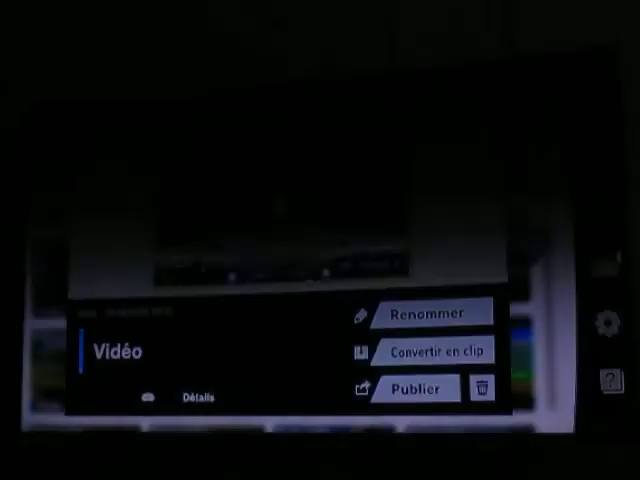 Renommer
Vidéo
Convertir en clip
Détails
Publier
?